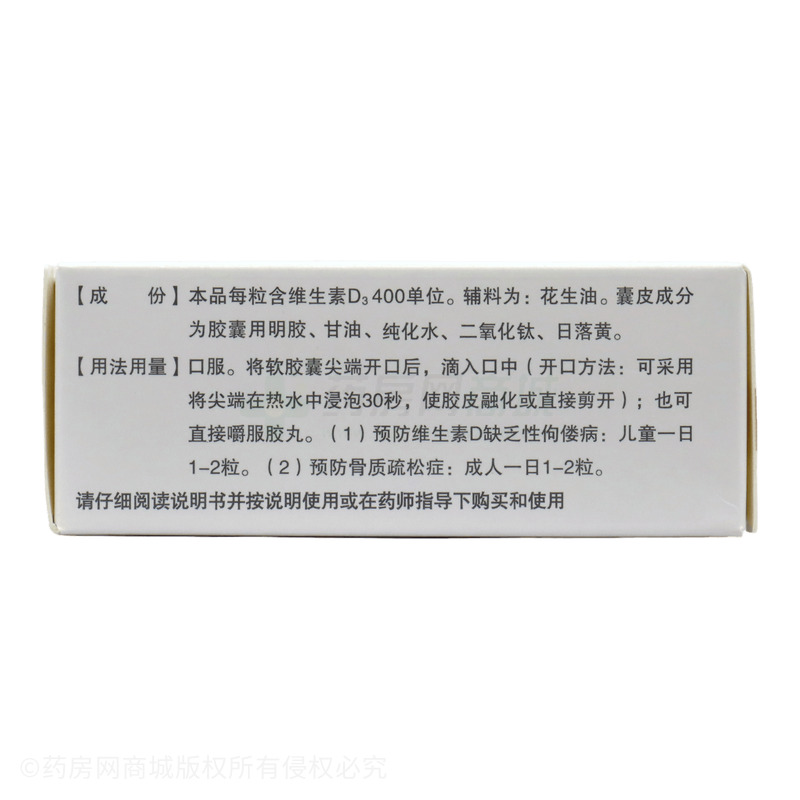 【成　份】本品每粒含维生素D₃400单位。辅料为：花生油。囊皮成分
为胶囊用明胶、甘油、纯化水、二氧化钛、日落黄。
【用法用量】口服。将软胶囊尖端开口后，滴入口中（开口方法：可采用
将尖端在热水中浸泡30秒，使胶皮融化或直接剪开）；也可
直接嚼服胶丸。（1）预防维生素D缺乏性佝偻病：儿童一日
1-2粒。（2）预防骨质疏松症：成人一日1-2粒。
请仔细阅读说明书并按说明使用或在药师指导下购买和使用
药房网商城
©药房网商城版权所有侵权必究